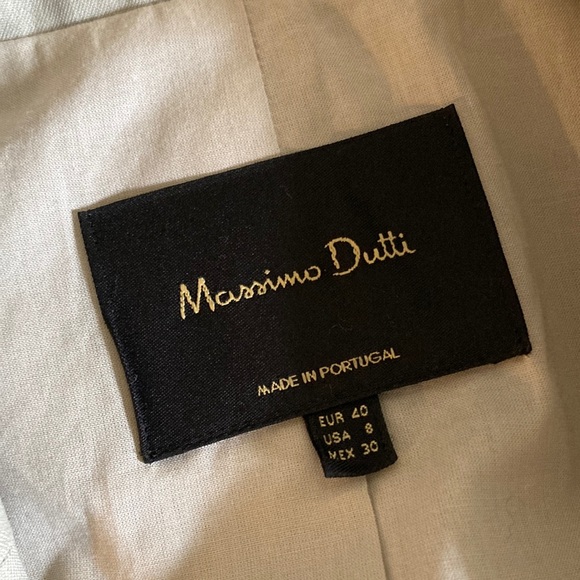 Massimo Dutti
MADE IN PORTUGAL
EUR 40
USA 8
MEX 30